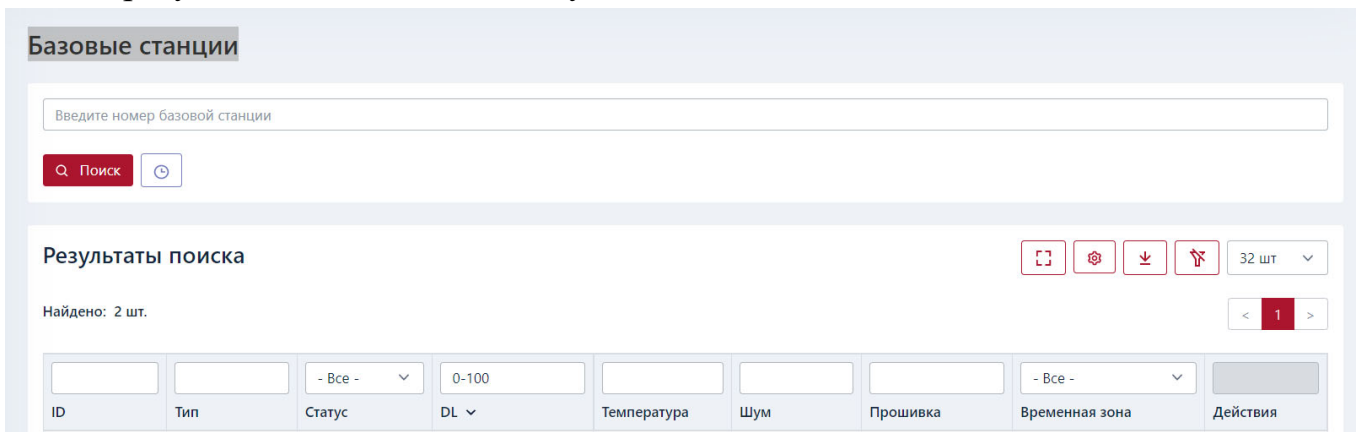 Базовые станции
Введите номер базовой станции
Поиск
Результаты поиска
32 шт
Найдено: 2 шт.
< 1 >
- Все - 0-100 - Все -
ID Тип Статус DL Температура Шум Прошивка Временная зона Действия